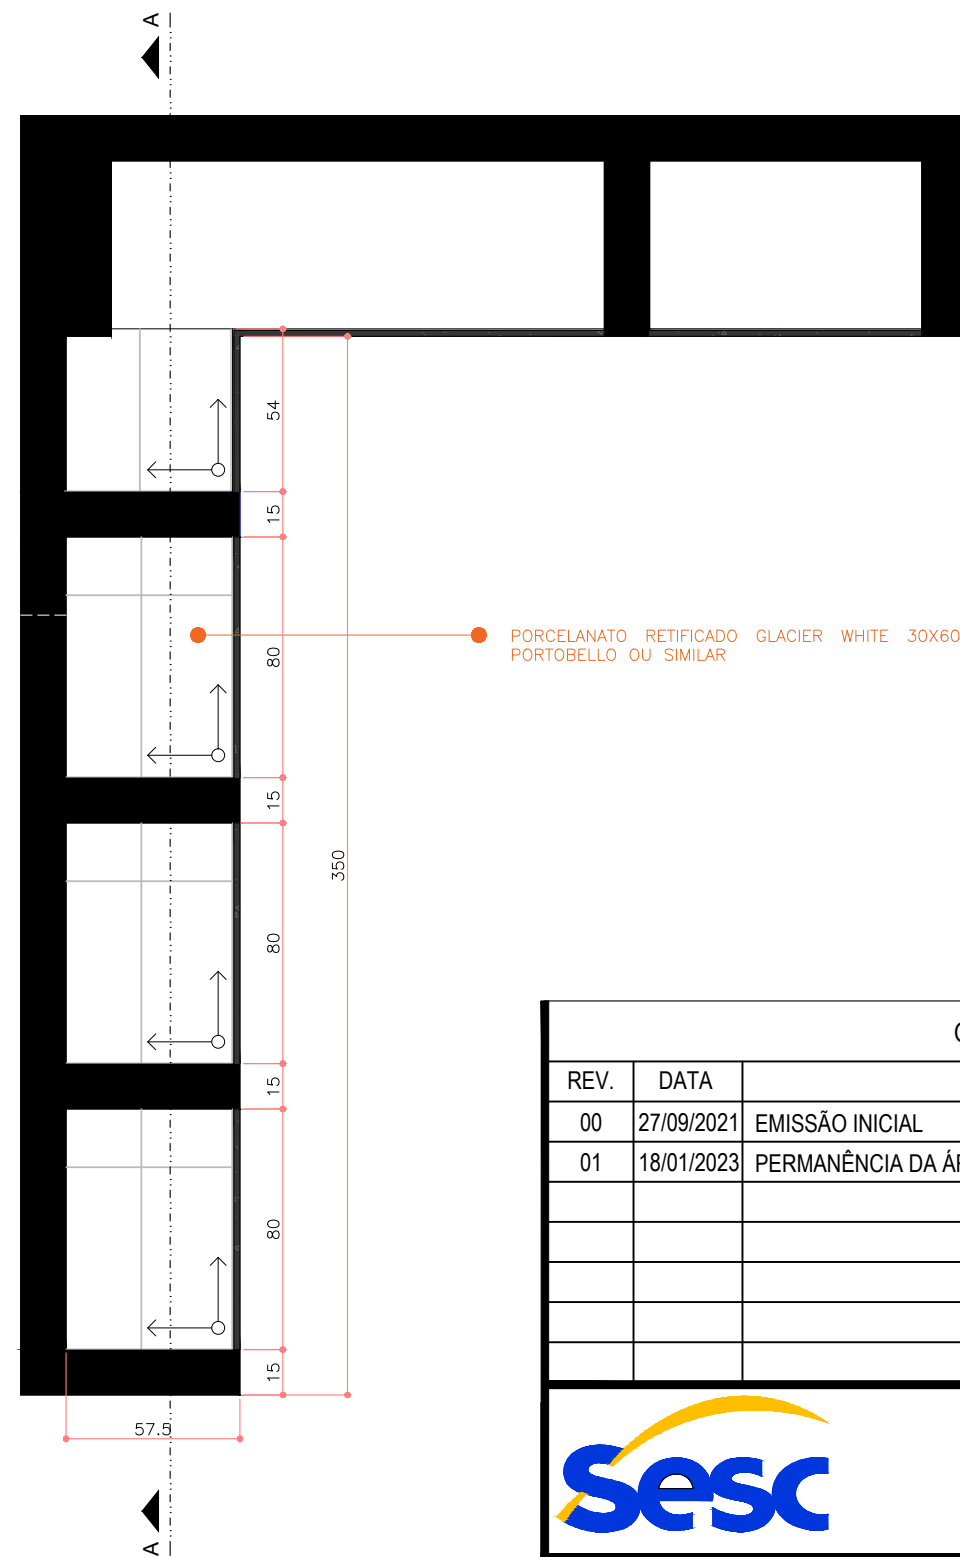 A
54
15
PORCELANATO RETIFICADO GLACIER WHITE 30X60
PORTOBELLO OU SIMILAR
80
15
350
80
15
80
15
57.5
A
REV. DATA
00 27/09/2021 EMISSÃO INICIAL
01 18/01/2023 PERMANÊNCIA DA
Sesc